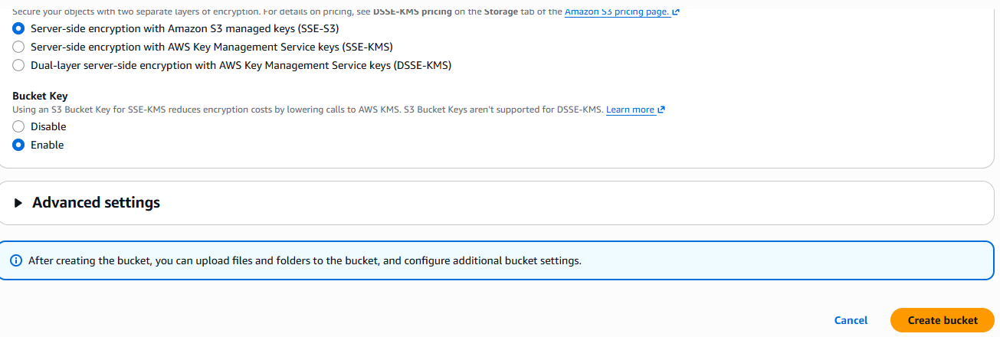 Secure your objects with two separate layers of encryption. For details on pricing, see DSSE-KMS pricing on the Storage tab of the Amazon S3 pricing page.
Server-side encryption with Amazon S3 managed keys (SSE-S3)
Server-side encryption with AWS Key Management Service keys (SSE-KMS)
Dual-layer server-side encryption with AWS Key Management Service keys (DSSE-KMS)
Bucket Key
Using an S3 Bucket Key for SSE-KMS reduces encryption costs by lowering calls to AWS KMS. S3 Bucket Keys aren't supported for DSSE-KMS. Learn more
Disable
Enable
Advanced settings
After creating the bucket, you can upload files and folders to the bucket, and configure additional bucket settings.
Cancel Create bucket